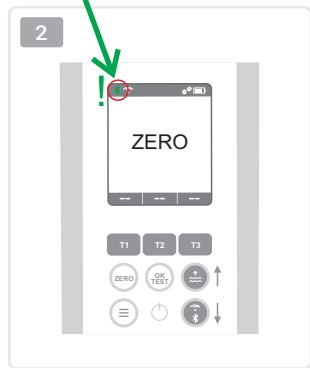 2
!
ZERO
-- -- --
T1 T2 T3
ZERO OK
TEST